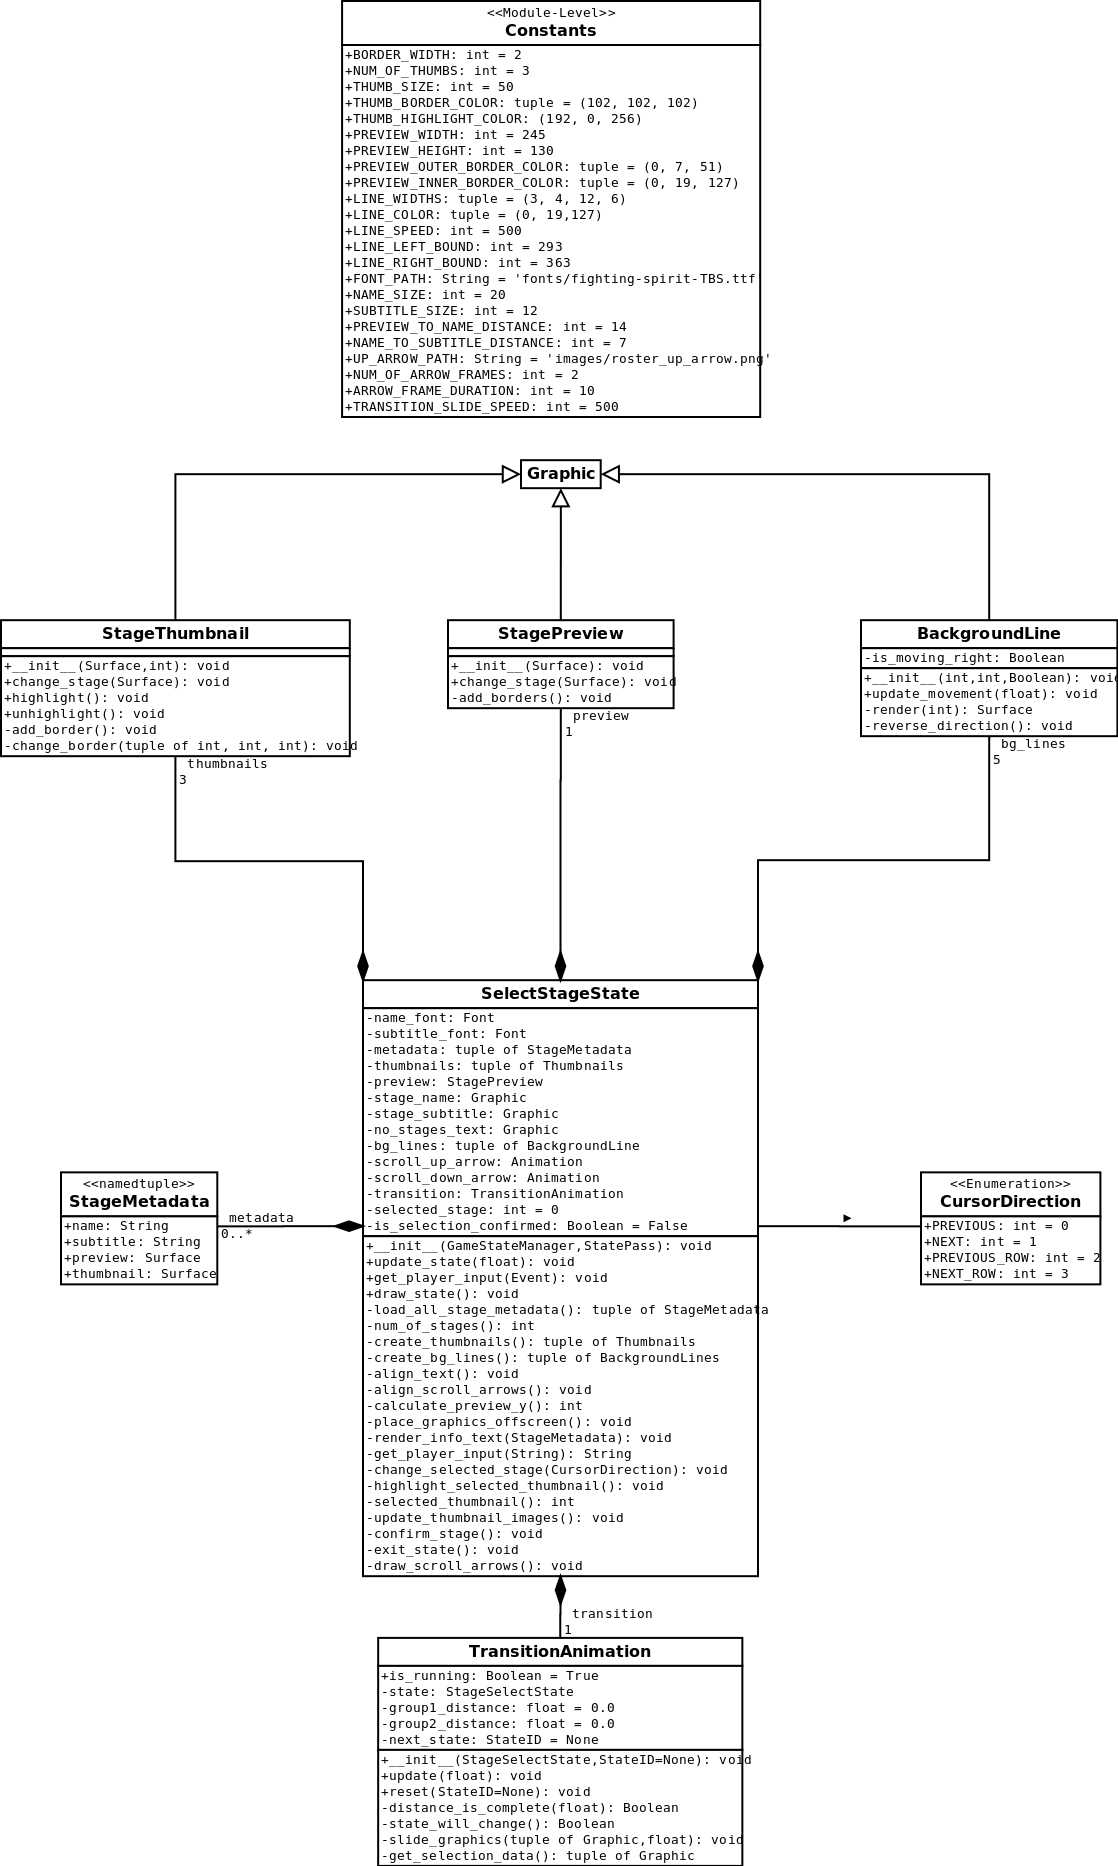 <<Module-Level>>
Constants
+BORDER_WIDTH: int = 2
+NUM_OF_THUMBS: int = 3
+THUMB_SIZE: int = 50
+THUMB_BORDER_COLOR: tuple = (102, 102, 102)
+THUMB_HIGHLIGHT_COLOR: (192, 0, 256)
+PREVIEW_WIDTH: int = 245
+PREVIEW_HEIGHT: int = 130
+PREVIEW_OUTER_BORDER_COLOR: tuple = (0, 7, 51)
+PREVIEW_INNER_BORDER_COLOR: tuple = (0, 19, 127)
+LINE_WIDTHS: tuple = (3, 4, 12, 6)
+LINE_COLOR: tuple = (0, 19,127)
+LINE_SPEED: int = 500
+LINE_LEFT_BOUND: int = 293
+LINE_RIGHT_BOUND: int = 363
+FONT_PATH: String = 'fonts/fighting-spirit-TBS.ttf'
+NAME_SIZE: int = 20
+SUBTITLE_SIZE: int = 12
+PREVIEW_TO_NAME_DISTANCE: int = 14
+NAME_TO_SUBTITLE_DISTANCE: int = 7
+UP_ARROW_PATH: String = 'images/roster_up_arrow.png'
+NUM_OF_ARROW_FRAMES: int = 2
+ARROW_FRAME_DURATION: int = 10
+TRANSITION_SLIDE_SPEED: int = 500
Graphic
StageThumbnail
+__init__(Surface,int): void
+change_stage(Surface): void
+highlight(): void
+unhighlight(): void
-add_border(): void
-change_border(tuple of int, int, int): void
thumbnails
3
StagePreview
+__init__(Surface): void
+change_stage(Surface): void
-add_borders(): void
preview
1
BackgroundLine
-is_moving_right: Boolean
+__init__(int,int,Boolean): void
+update_movement(float): void
-render(int): Surface
-reverse_direction(): void
bg_lines
5
SelectStageState
-name_font: Font
-subtitle_font: Font
-metadata: tuple of StageMetadata
-thumbnails: tuple of Thumbnails
-preview: StagePreview
-stage_name: Graphic
-stage_subtitle: Graphic
-no_stages_text: Graphic
-bg_lines: tuple of BackgroundLine
-scroll_up_arrow: Animation
-scroll_down_arrow: Animation
-transition: TransitionAnimation
-selected_stage: int = 0
-is_selection_confirmed: Boolean = False
+__init__(GameStateManager,StatePass): void
+update_state(float): void
+get_player_input(Event): void
+draw_state(): void
-load_all_stage_metadata(): tuple of StageMetadata
-num_of_stages(): int
-create_thumbnails(): tuple of Thumbnails
-create_bg_lines(): tuple of BackgroundLines
-align_text(): void
-align_scroll_arrows(): void
-calculate_preview_y(): int
-place_graphics_offscreen(): void
-render_info_text(StageMetadata): void
-get_player_input(String): String
-change_selected_stage(CursorDirection): void
-highlight_selected_thumbnail(): void
-selected_thumbnail(): int
-update_thumbnail_images(): void
-confirm_stage(): void
-exit_state(): void
-draw_scroll_arrows(): void
<<namedtuple>>
StageMetadata
+name: String
+subtitle: String
+preview: Surface
+thumbnail: Surface
metadata
0..*
<<Enumeration>>
CursorDirection
+PREVIOUS: int = 0
+NEXT: int = 1
+PREVIOUS_ROW: int = 2
+NEXT_ROW: int = 3
transition
1
TransitionAnimation
+is_running: Boolean = True
-state: StageSelectState
-group1_distance: float = 0.0
-group2_distance: float = 0.0
-next_state: StateID = None
+__init__(StageSelectState,StateID=None): void
+update(float): void
+reset(StateID=None): void
-distance_is_complete(float): Boolean
-state_will_change(): Boolean
-slide_graphics(tuple of Graphic,float): void
-get_selection_data(): tuple of Graphic